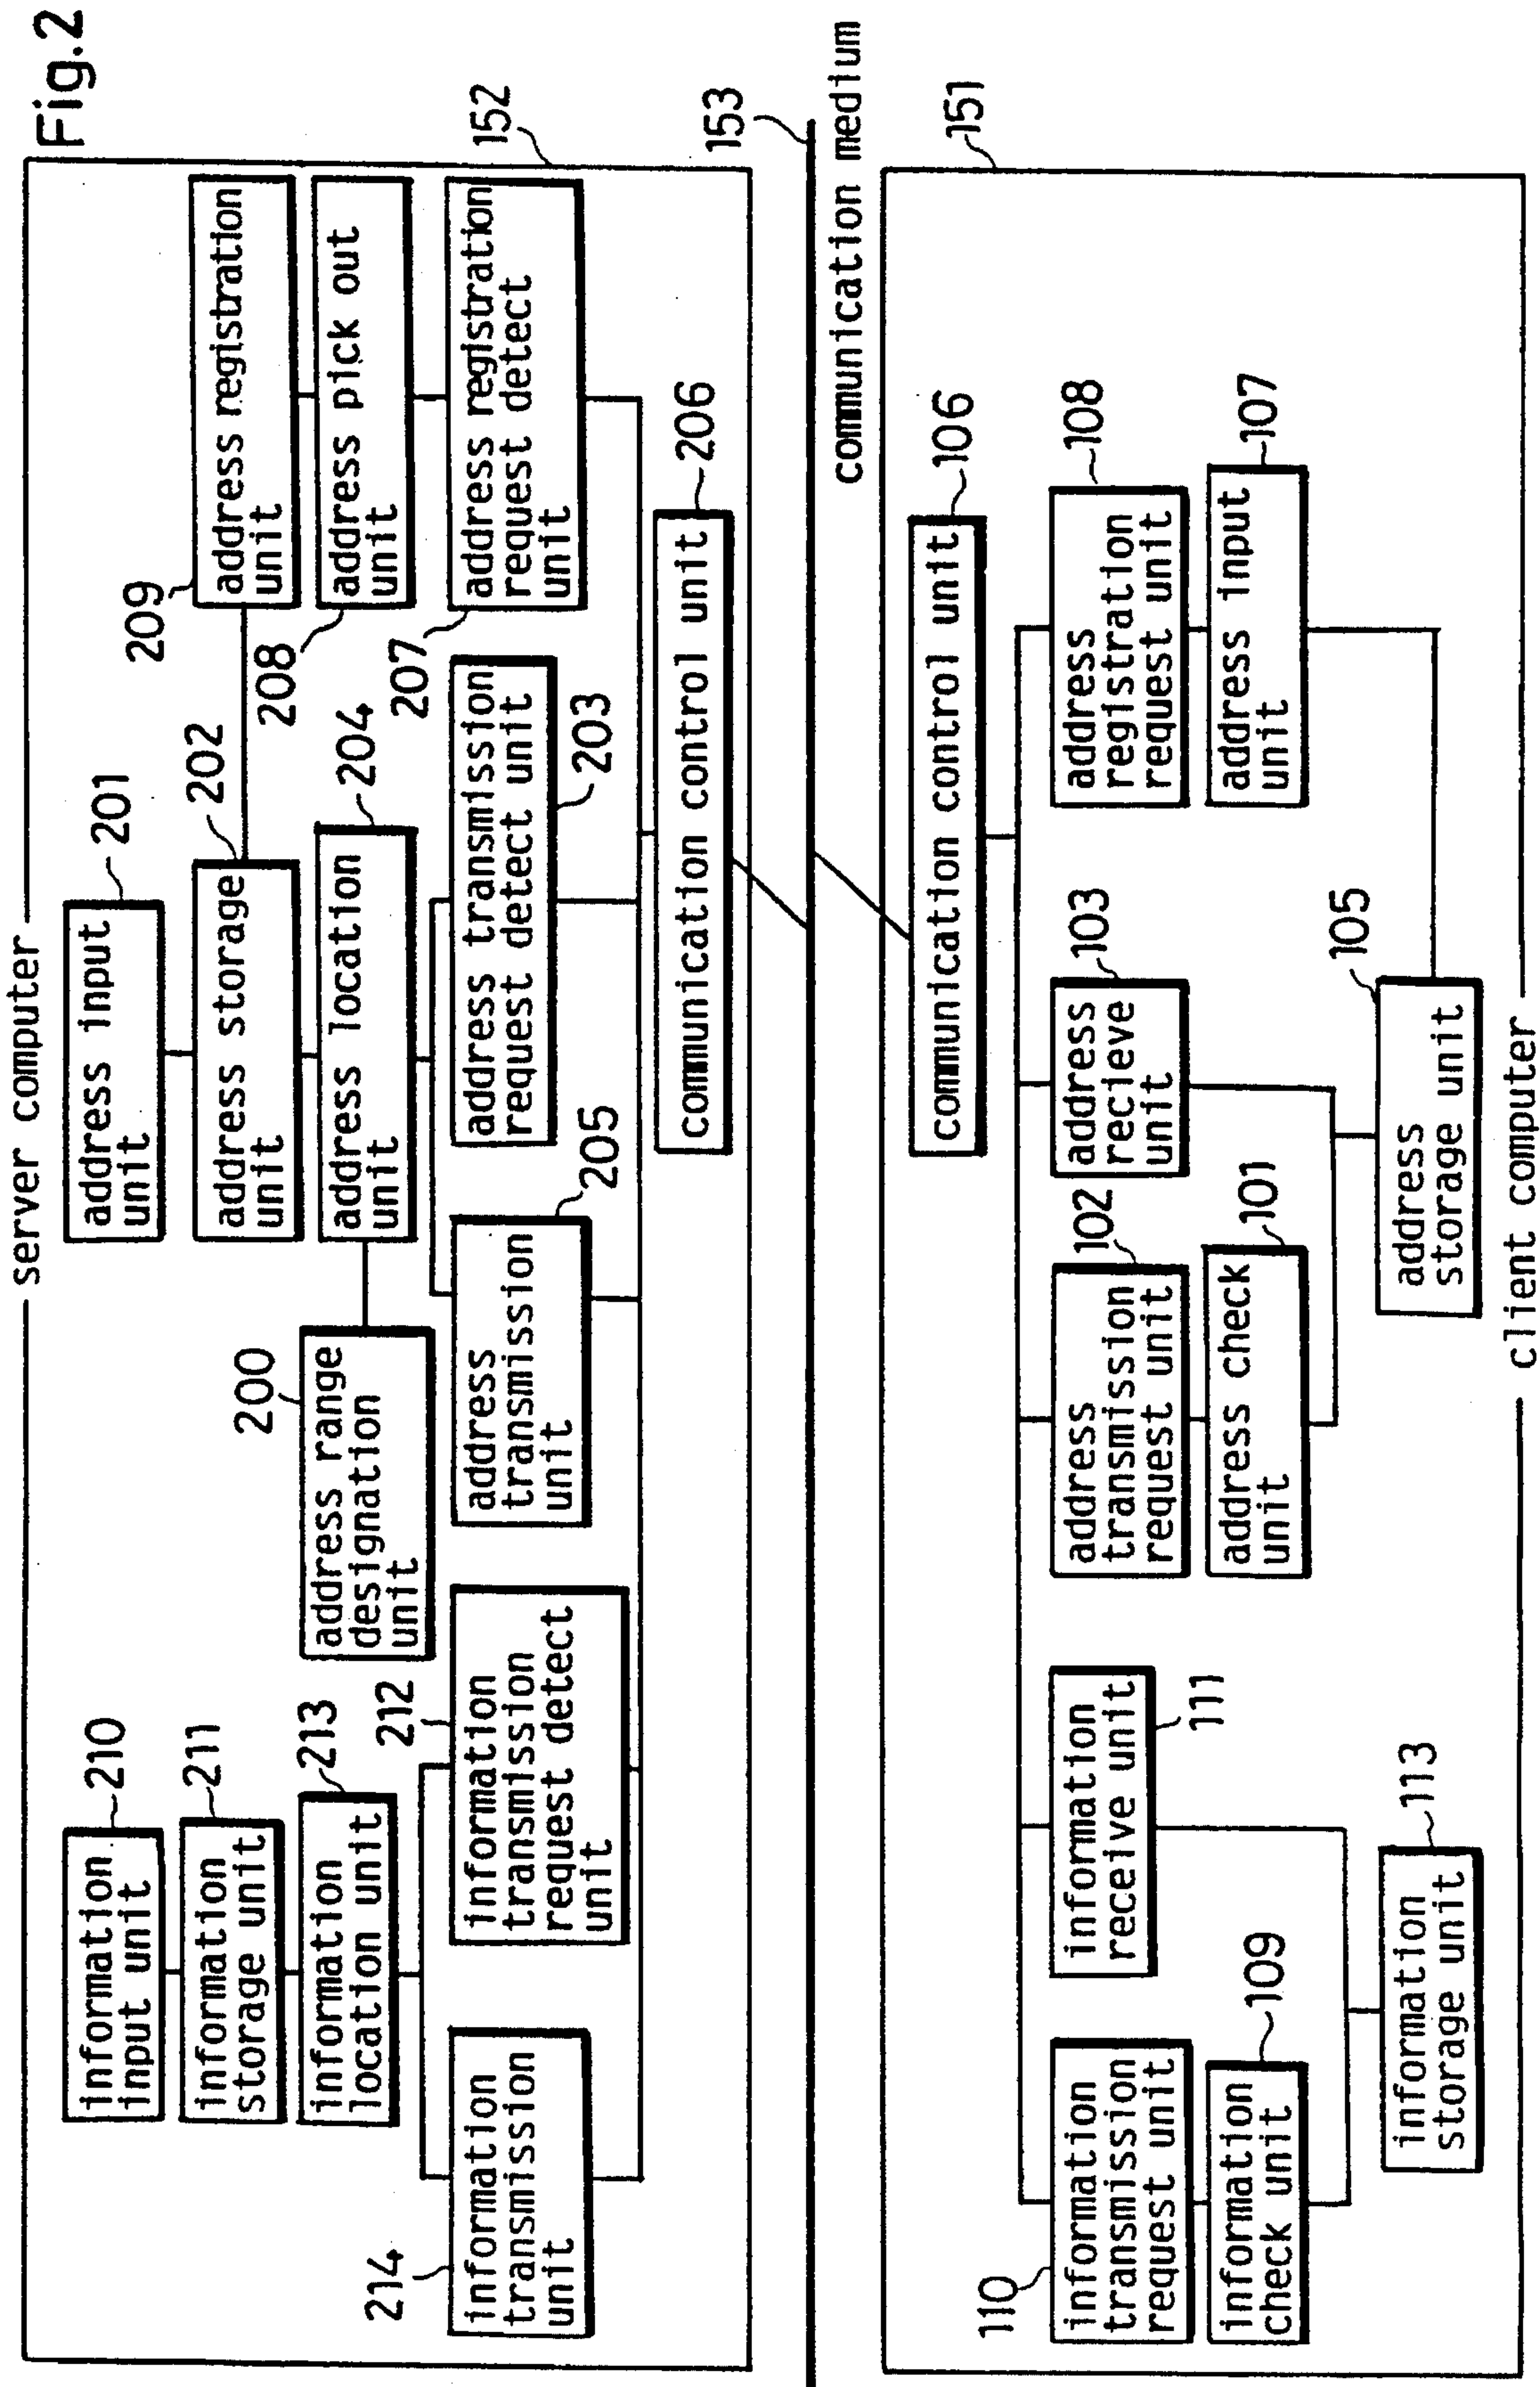 Fig.2
server computer
information
input unit
210
information
storage unit
211
information
location unit
213
information
transmission
unit
214
information
transmission
request detect
unit
212
address range
designation
unit
200
address input
unit
201
address storage
unit
202
address location
unit
204
address
transmission
unit
205
address transmission
request detect unit
203
address registration
unit
209
address pick out
unit
208
address registration
request detect
unit
207
communication control unit
206
152
153
communication medium
151
communication control unit
106
information
transmission
request unit
110
information
check unit
109
information
receive unit
111
information
storage unit
113
address
transmission
request unit
102
address check
unit
101
address
recieve
unit
103
address
storage unit
105
address
registration
request unit
108
address input
unit
107
client computer